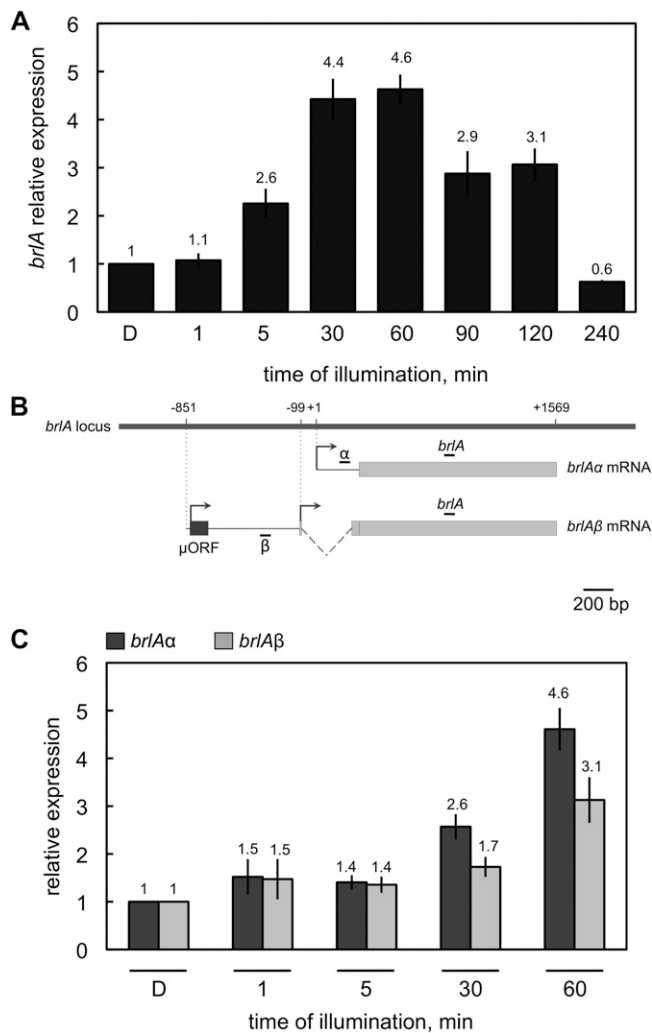 A
brlA relative expression
6
5
4
3
2
1
0
1
1.1
2.6
4.4
4.6
2.9
3.1
0.6
D 1 5 30 60 90 120 240
time of illumination, min
B
-851 -99 +1 +1569
brlA locus
α brlA brlAα mRNA
μORF β brlA brlAβ mRNA
200 bp
C
brlAα brlAβ
relative expression
6
5
4
3
2
1
0
1 1
1.5 1.5
1.4 1.4
2.6 1.7
4.6 3.1
D 1 5 30 60
time of illumination, min